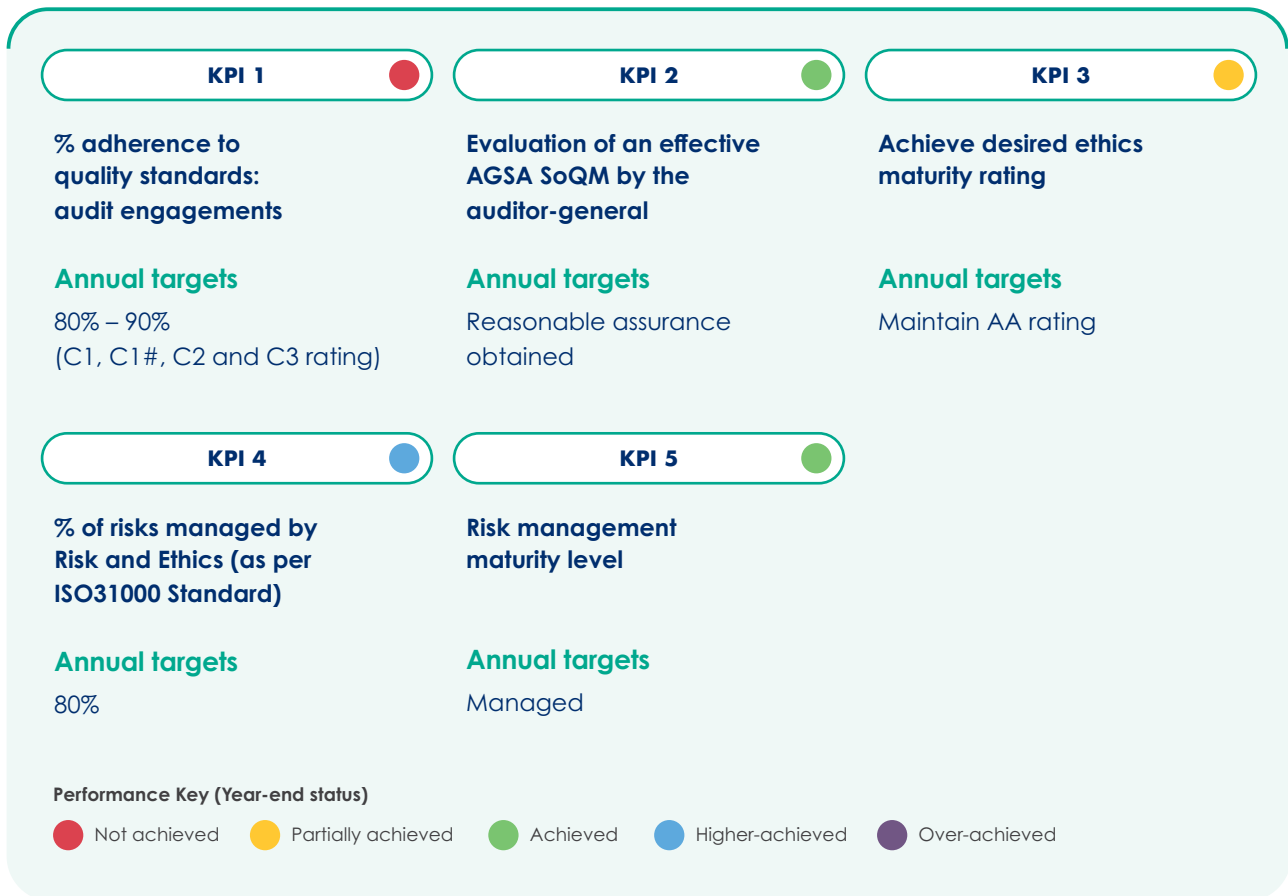 KPI 1
% adherence to
quality standards:
audit engagements
Annual targets
80% – 90%
(C1, C1#, C2 and C3 rating)
KPI 2
Evaluation of an effective
AGSA SoQM by the
auditor-general
Annual targets
Reasonable assurance
obtained
KPI 3
Achieve desired ethics
maturity rating
Annual targets
Maintain AA rating
KPI 4
% of risks managed by
Risk and Ethics (as per
ISO31000 Standard)
Annual targets
80%
KPI 5
Risk management
maturity level
Annual targets
Managed
Performance Key (Year-end status)
Not achieved Partially achieved Achieved Higher-achieved Over-achieved